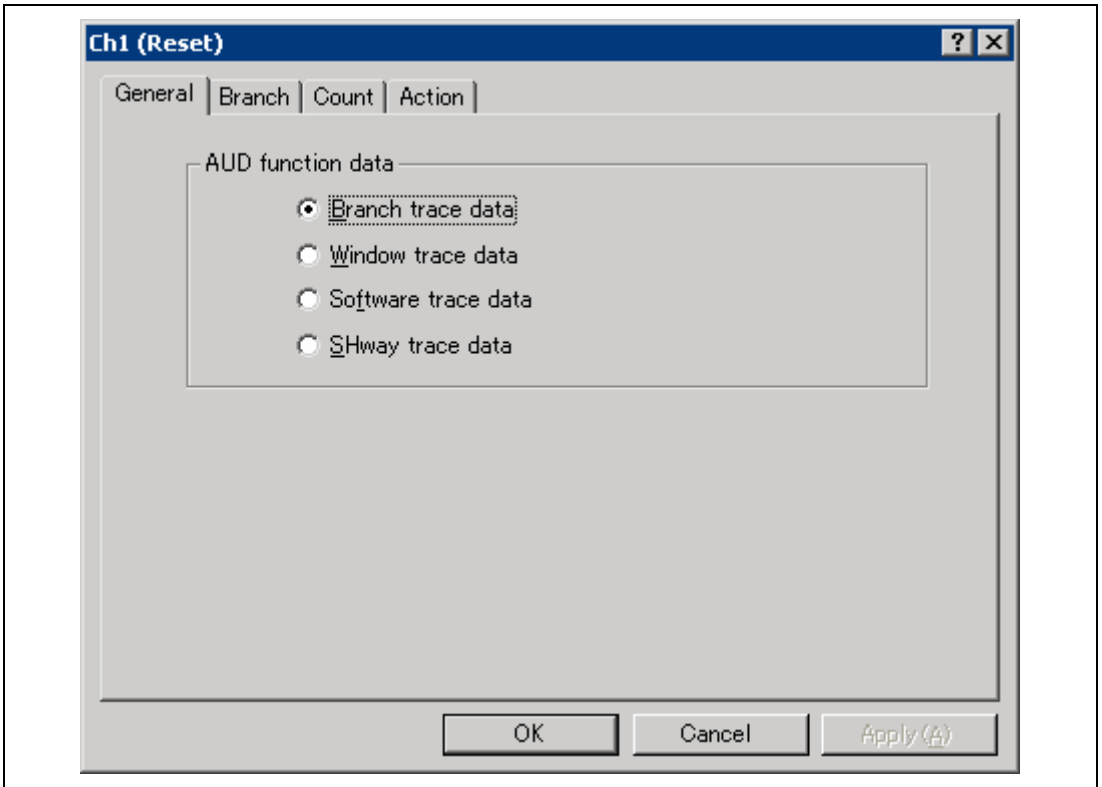 Ch1 (Reset)
General Branch Count Action
AUD function data
Branch trace data
Window trace data
Software trace data
SHway trace data
OK Cancel Apply (A)